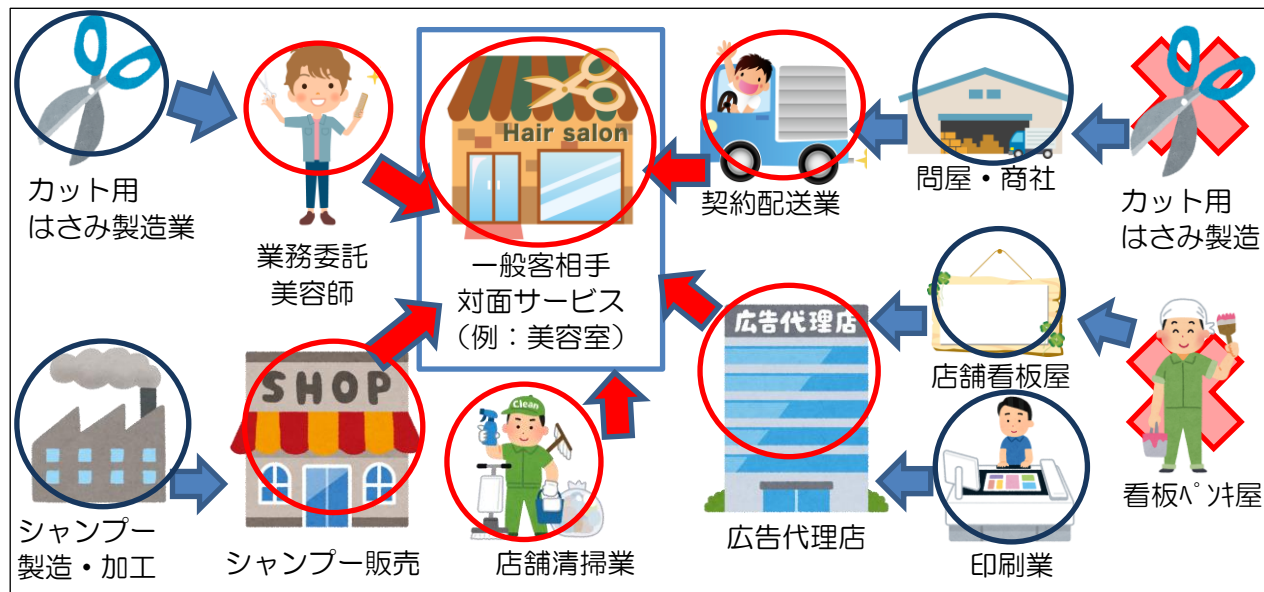 カット用
はさみ製造業
業務委託
美容師
Hair salon
一般客相手
対面サービス
（例：美容室）
契約配送業
問屋・商社
カット用
はさみ製造
シャンプー
製造・加工
SHOP
シャンプー販売
Clean
店舗清掃業
広告代理店
広告代理店
店舗看板屋
印刷業
看板ﾍﾟﾝｷ屋